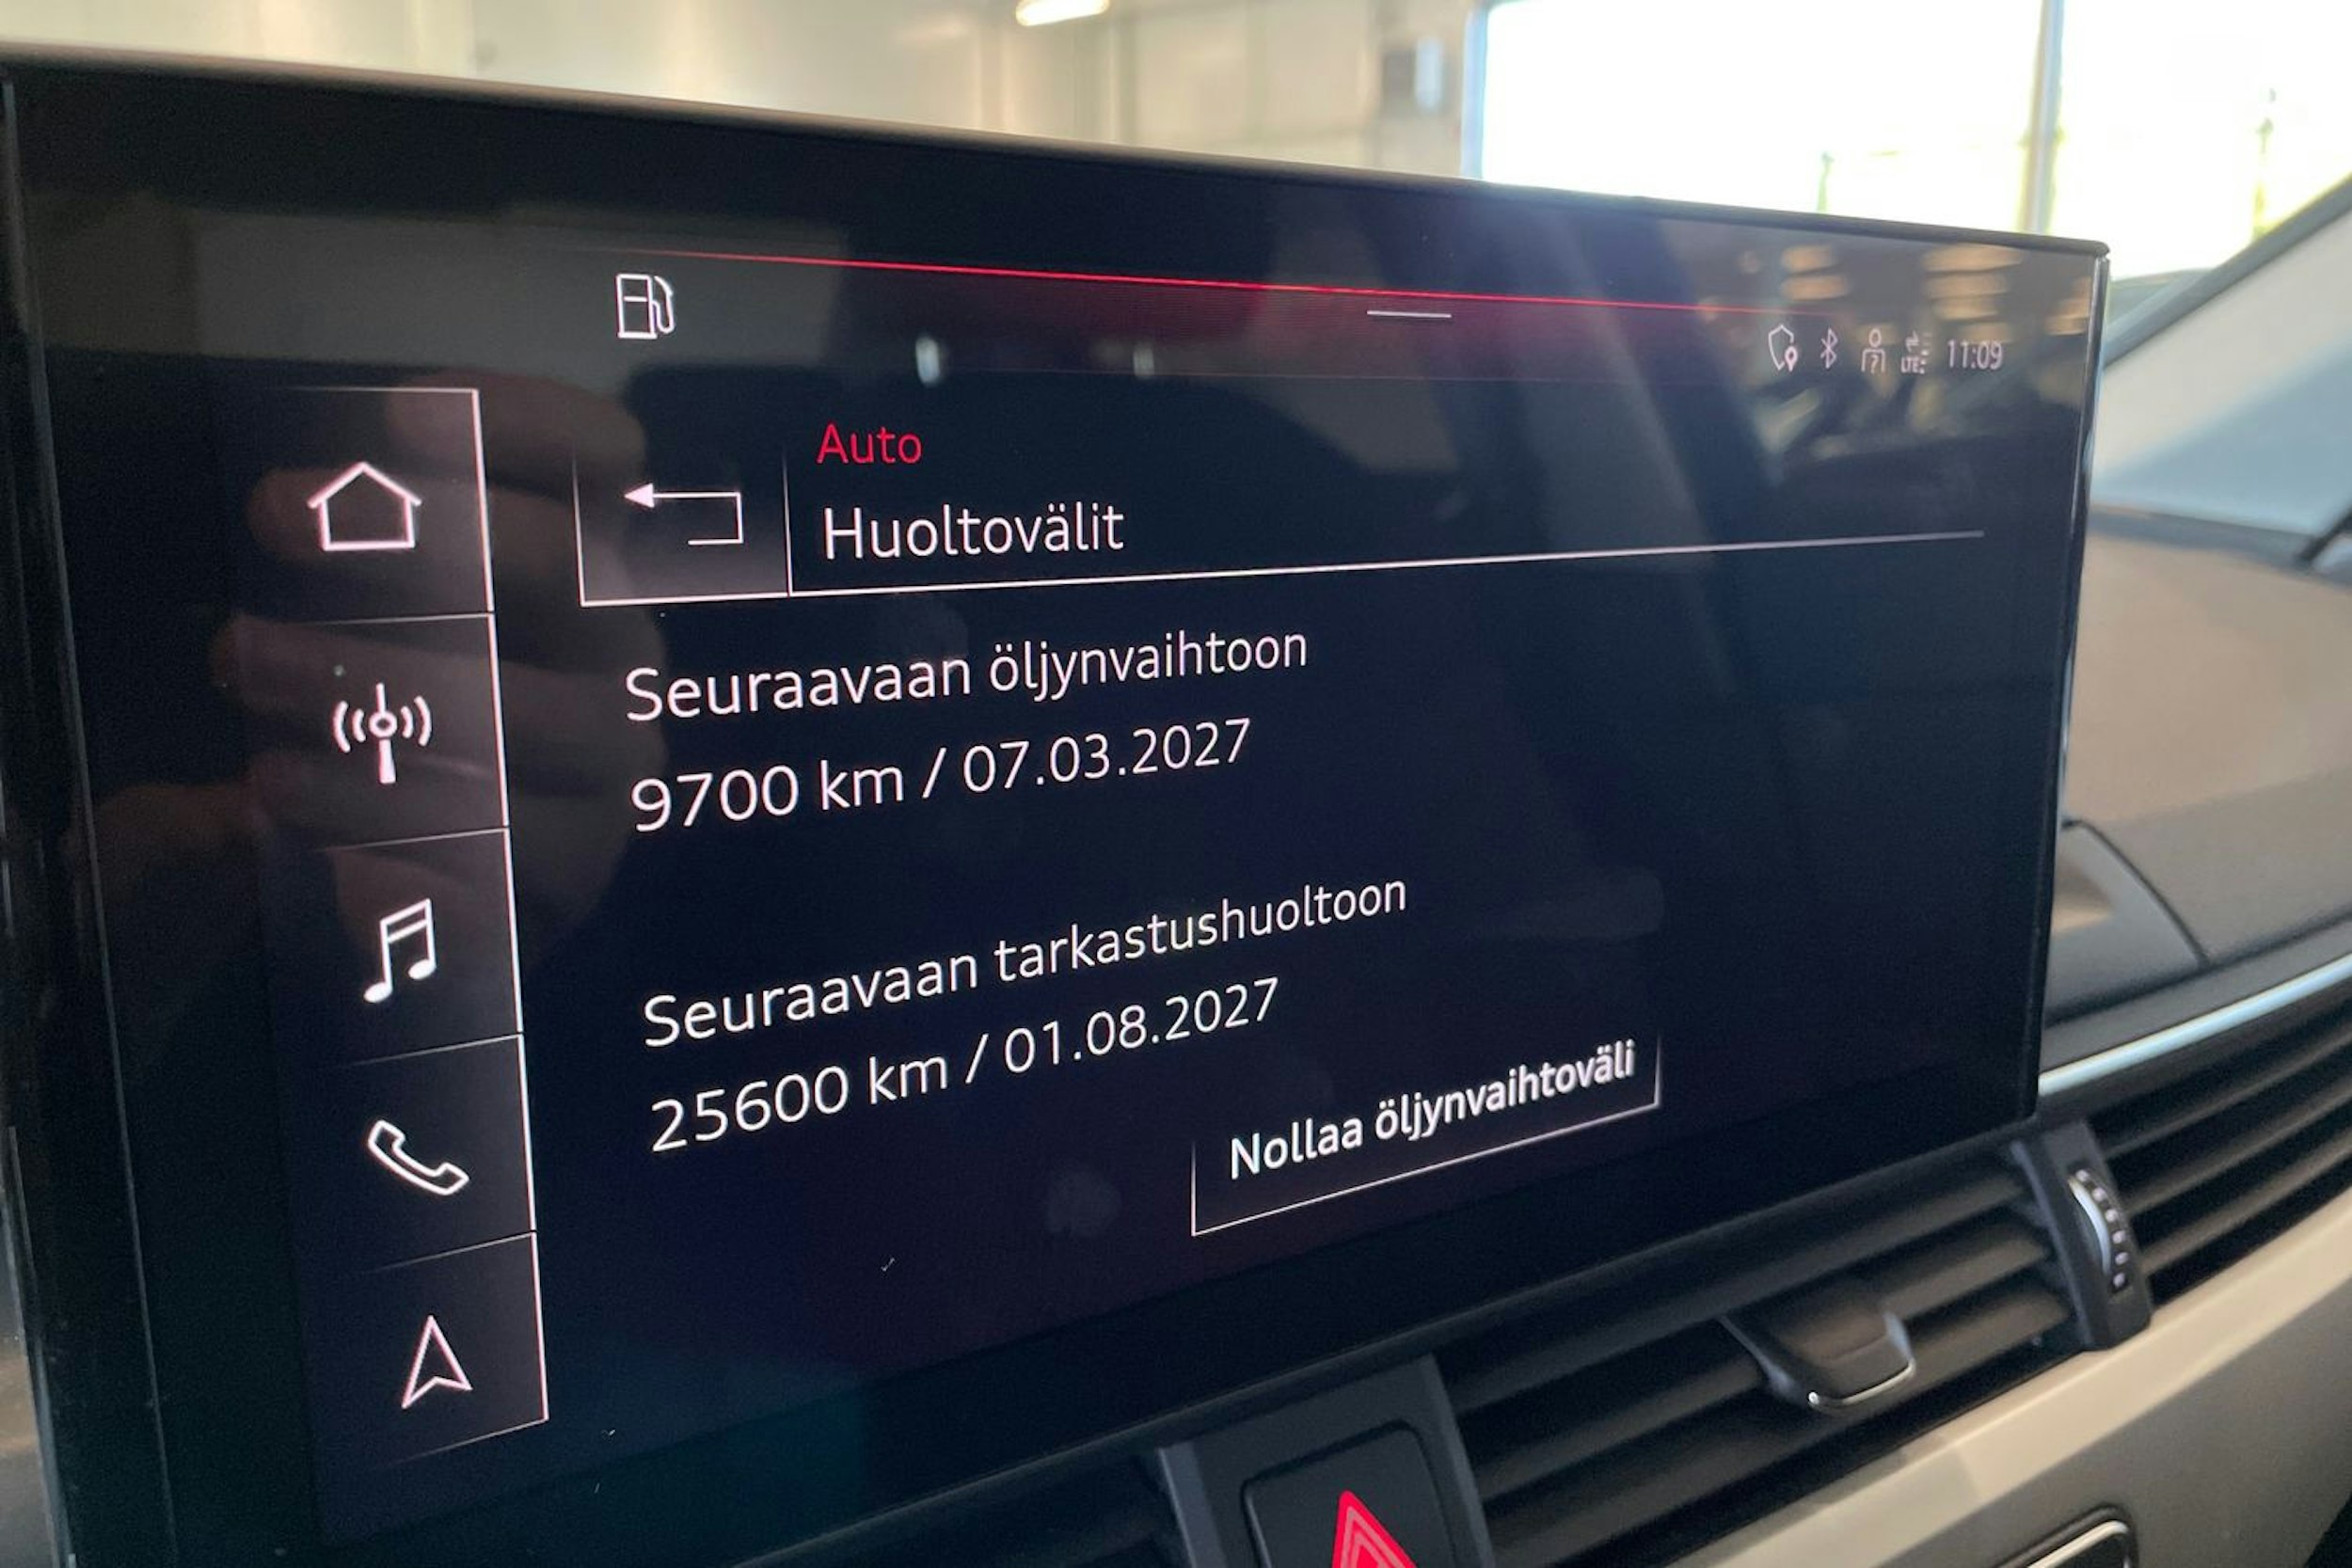 LTE 11:09
Auto
Huoltovälit
Seuraavaan öljynvaihtoon
9700 km / 07.03.2027
Seuraavaan tarkastushuoltoon
25600 km / 01.08.2027
Nollaa öljynvaihtoväli